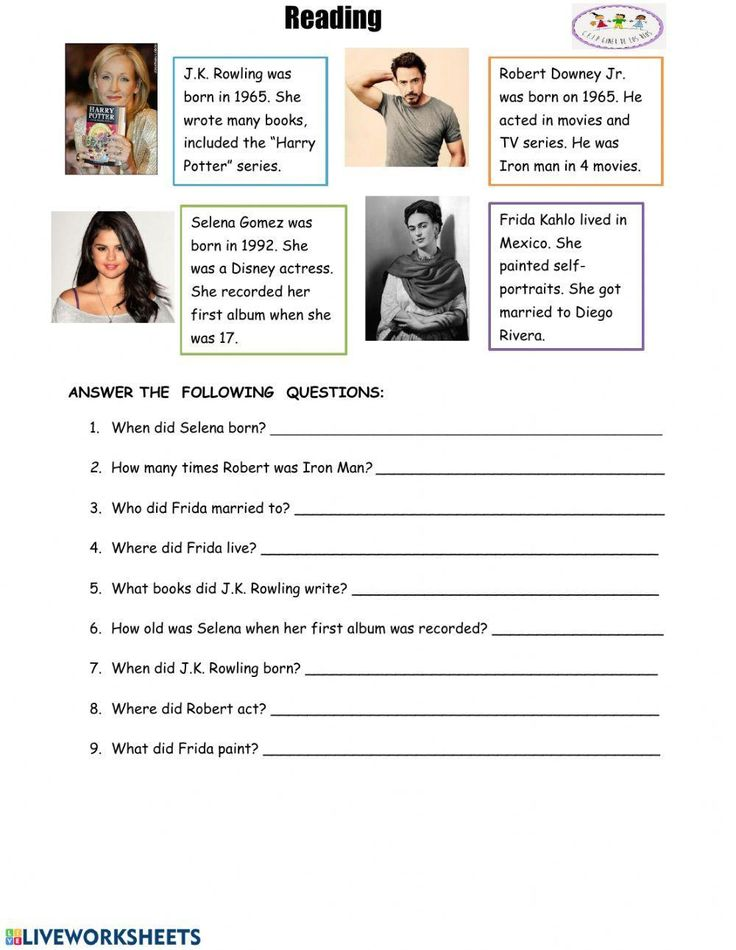 Reading
J.K. Rowling was
born in 1965. She
wrote many books,
included the “Harry
Potter” series.
HARRY
POTTER
Robert Downey Jr.
was born on 1965. He
acted in movies and
TV series. He was
Iron man in 4 movies.
Selena Gomez was
born in 1992. She
was a Disney actress.
She recorded her
first album when she
was 17.
Frida Kahlo lived in
Mexico. She
painted self-
portraits. She got
married to Diego
Rivera.
ANSWER THE FOLLOWING QUESTIONS:
1. When did Selena born?
2. How many times Robert was Iron Man?
3. Who did Frida married to?
4. Where did Frida live?
5. What books did J.K. Rowling write?
6. How old was Selena when her first album was recorded?
7. When did J.K. Rowling born?
8. Where did Robert act?
9. What did Frida paint?
LIVEWORKSHEETS